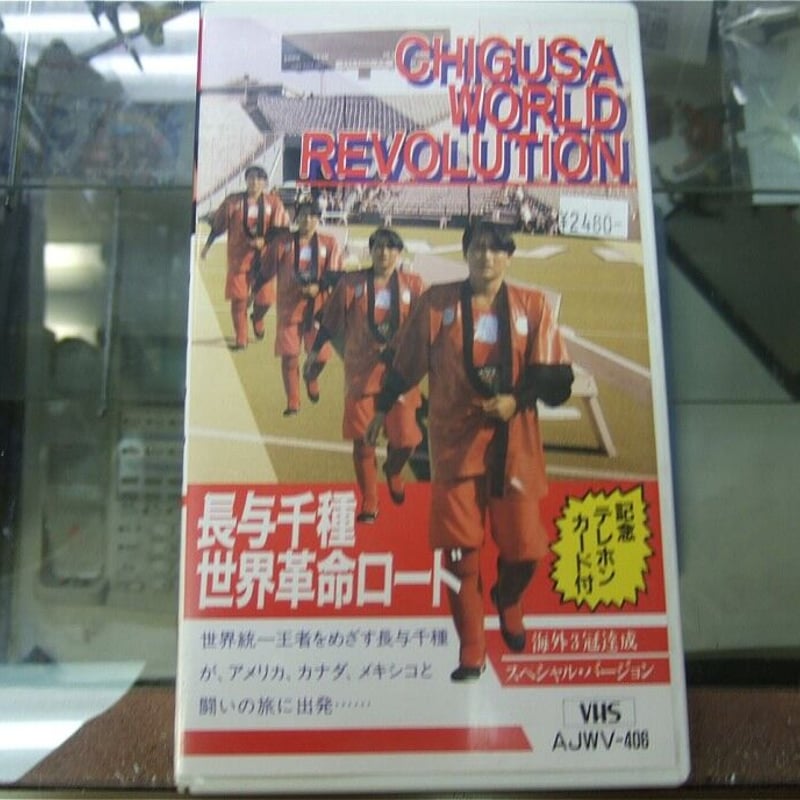 CHIGUSA
WORLD
REVOLUTION
¥2480-
長与千種
世界革命ロード
記念
テレホン
カード付
世界統一王者をめざす長与千種
が、アメリカ、カナダ、メキシコと
闘いの旅に出発……
海外3冠達成
スペシャル・バージョン
VHS
AJWV-406